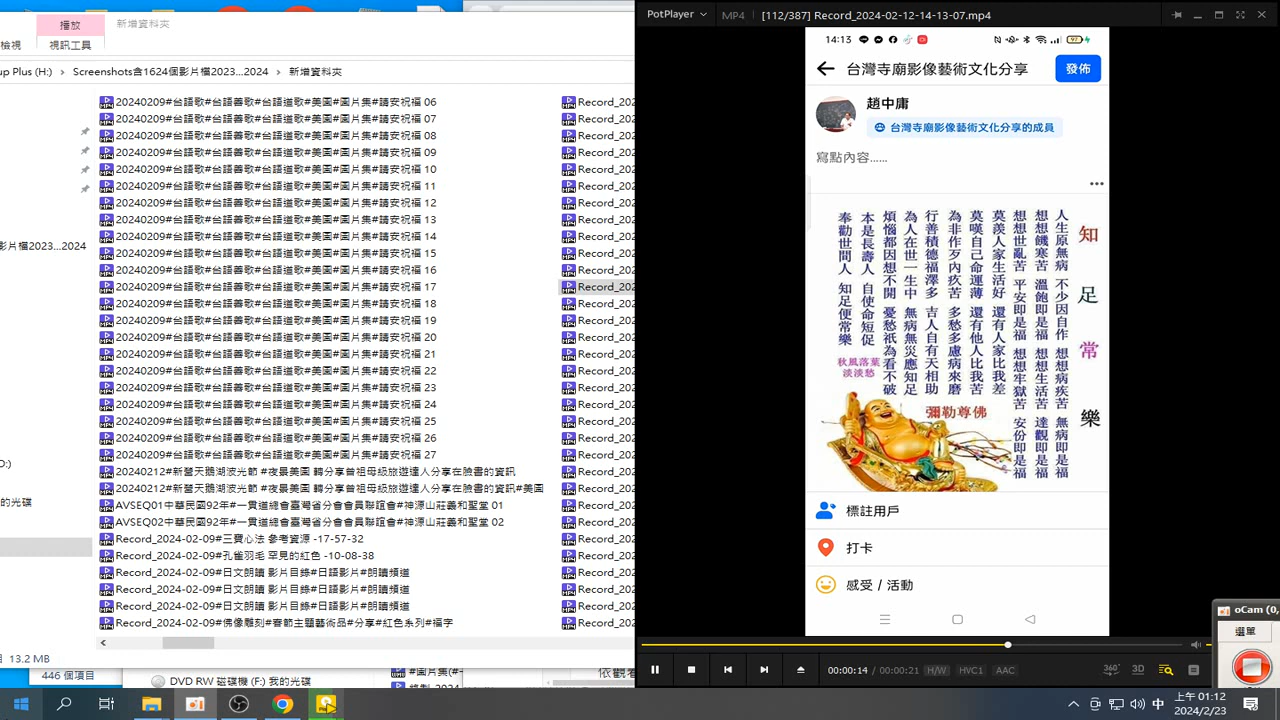 播放
新增資料夾
檢視
視訊工具
up Plus (H:) › Screenshots含1624個影片檔2023...2024 › 新增資料夾
影片檔2023...2024
的光碟
20240209#台語歌#台語善歌#台語道歌#美圖#圖片集#請安祝福 06
20240209#台語歌#台語善歌#台語道歌#美圖#圖片集#請安祝福 07
20240209#台語歌#台語善歌#台語道歌#美圖#圖片集#請安祝福 08
20240209#台語歌#台語善歌#台語道歌#美圖#圖片集#請安祝福 09
20240209#台語歌#台語善歌#台語道歌#美圖#圖片集#請安祝福 10
20240209#台語歌#台語善歌#台語道歌#美圖#圖片集#請安祝福 11
20240209#台語歌#台語善歌#台語道歌#美圖#圖片集#請安祝福 12
20240209#台語歌#台語善歌#台語道歌#美圖#圖片集#請安祝福 13
20240209#台語歌#台語善歌#台語道歌#美圖#圖片集#請安祝福 14
20240209#台語歌#台語善歌#台語道歌#美圖#圖片集#請安祝福 15
20240209#台語歌#台語善歌#台語道歌#美圖#圖片集#請安祝福 16
20240209#台語歌#台語善歌#台語道歌#美圖#圖片集#請安祝福 17
20240209#台語歌#台語善歌#台語道歌#美圖#圖片集#請安祝福 18
20240209#台語歌#台語善歌#台語道歌#美圖#圖片集#請安祝福 19
20240209#台語歌#台語善歌#台語道歌#美圖#圖片集#請安祝福 20
20240209#台語歌#台語善歌#台語道歌#美圖#圖片集#請安祝福 21
20240209#台語歌#台語善歌#台語道歌#美圖#圖片集#請安祝福 22
20240209#台語歌#台語善歌#台語道歌#美圖#圖片集#請安祝福 23
20240209#台語歌#台語善歌#台語道歌#美圖#圖片集#請安祝福 24
20240209#台語歌#台語善歌#台語道歌#美圖#圖片集#請安祝福 25
20240209#台語歌#台語善歌#台語道歌#美圖#圖片集#請安祝福 26
20240209#台語歌#台語善歌#台語道歌#美圖#圖片集#請安祝福 27
20240212#新營天鵝湖波光節 #夜景美圖 轉分享曾祖母級旅遊達人分享在臉書的資訊
20240212#新營天鵝湖波光節 #夜景美圖 轉分享曾祖母級旅遊達人分享在臉書的資訊#美圖
AVSEQ01中華民國92年#一貫道總會臺灣省分會會員聯誼會#神源山莊義和聖堂 01
AVSEQ02中華民國92年#一貫道總會臺灣省分會會員聯誼會#神源山莊義和聖堂 02
Record_2024-02-09#三寶心法 參考資源 -17-57-32
Record_2024-02-09#孔雀羽毛 罕見的紅色 -10-08-38
Record_2024-02-09#日文朗讀 影片目錄#日語影片#朗讀頻道
Record_2024-02-09#日文朗讀 影片目錄#日語影片#朗讀頻道
Record_2024-02-09#日文朗讀 影片目錄#日語影片#朗讀頻道
Record_2024-02-09#佛像雕刻#春節主題藝術品#分享#紅色系列#福字
13.2 MB
446 個項目
DVD RW 磁碟機 (F:) 我的光碟
PotPlayer
MP4
[112/387] Record_2024-02-12-14-13-07.mp4
14:13
97
台灣寺廟影像藝術文化分享
發佈
趙中庸
台灣寺廟影像藝術文化分享的成員
寫點內容......
知足常樂
人生原無病 不少因自作 想想病疾苦 無病即是福
想想饑寒苦 溫飽即是福 想想生活苦 達觀即是福
想想世亂苦 平安即是福 想想牢獄苦 安份即是福
莫羨人家生活好 還有人家比我差
莫嘆自己命運薄 還有他人比我苦
為非作歹內疚苦 多愁多慮病來磨
行善積德福澤多 吉人自有天相助
為人在世一生中 無病無災應知足
煩惱都因想不開 憂愁祇為看不破
本是長壽人 自使命短促
奉勸世間人 知足便常樂
秋風落葉
淡淡愁
彌勒尊佛
標註用戶
打卡
感受 / 活動
00:00:14 / 00:00:21 H/W HVC1 AAC
360°
3D
oCam (0,
選單
中
上午 01:12
2024/2/23